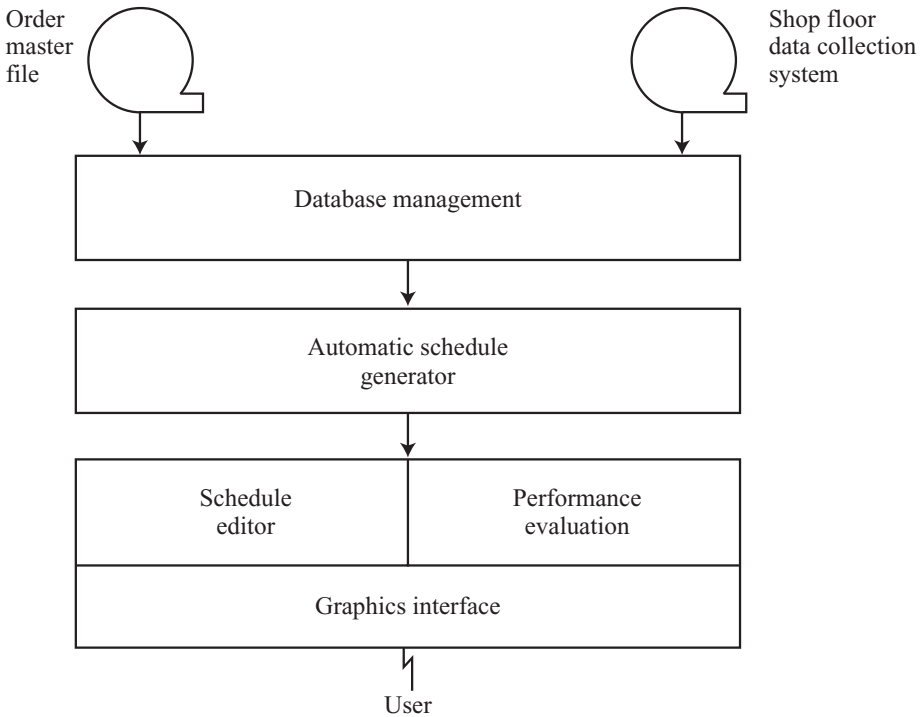 Order
master
file
Shop floor
data collection
system
Database management
Automatic schedule
generator
Schedule
editor
Performance
evaluation
Graphics interface
User